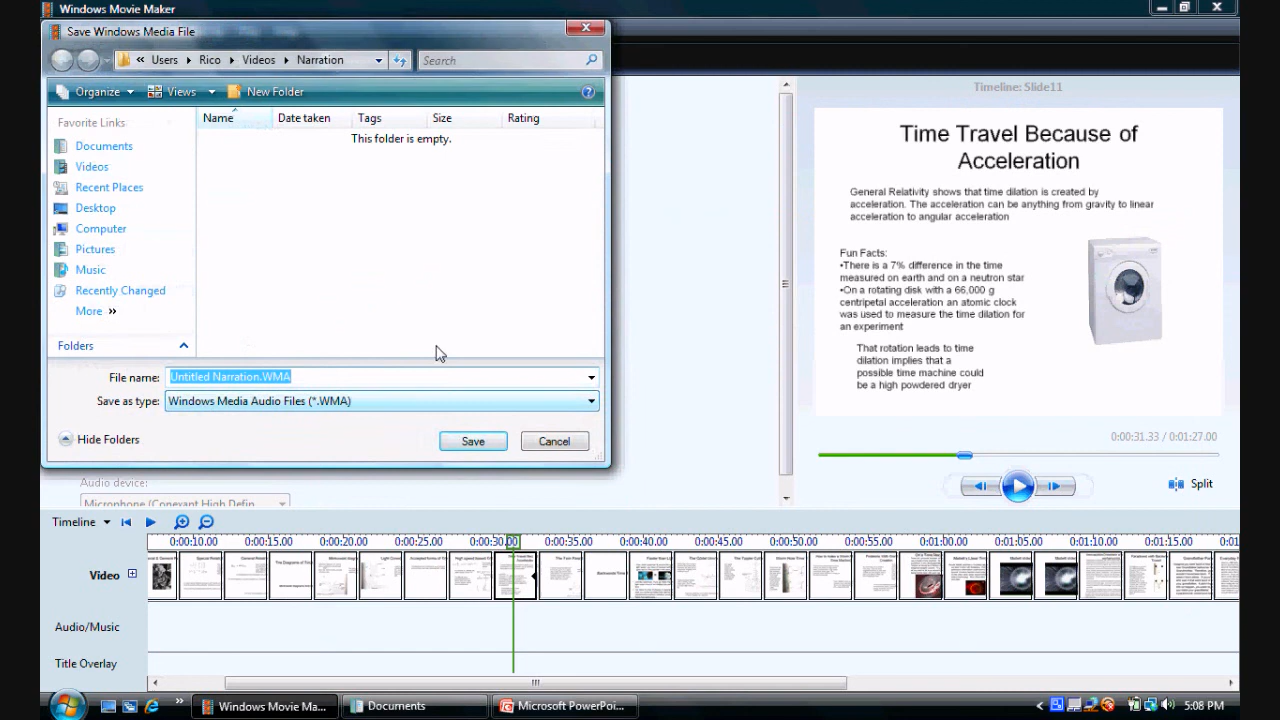 Windows Movie Maker
Save Windows Media File
« Users Rico Videos Narration
Search
Organize Views New Folder
Favorite Links
Documents
Videos
Recent Places
Desktop
Computer
Pictures
Music
Recently Changed
More »
Folders
Name Date taken Tags Size Rating
This folder is empty.
File name: Untitled Narration.WMA
Save as type: Windows Media Audio Files (*.WMA)
Hide Folders
Save Cancel
Audio device:
Microphone (Conexant High Defin
Timeline: Slide11
Time Travel Because of
Acceleration
General Relativity shows that time dilation is created by
acceleration. The acceleration can be anything from gravity to linear
acceleration to angular acceleration
Fun Facts:
•There is a 7% difference in the time
measured on earth and on a neutron star
•On a rotating disk with a 66,000 g
centripetal acceleration an atomic clock
was used to measure the time dilation for
an experiment
That rotation leads to time
dilation implies that a
possible time machine could
be a high powdered dryer
0:00:31.33 / 0:01:27.00
Split
Timeline
0:00:10.00 0:00:15.00 0:00:20.00 0:00:25.00 0:00:30.00 0:00:35.00 0:00:40.00 0:00:45.00 0:00:50.00 0:00:55.00 0:01:00.00 0:01:05.00 0:01:10.00 0:01:15.00 0:01
Video
Audio/Music
Title Overlay
Windows Movie Ma... Documents Microsoft PowerPoi... 5:08 PM